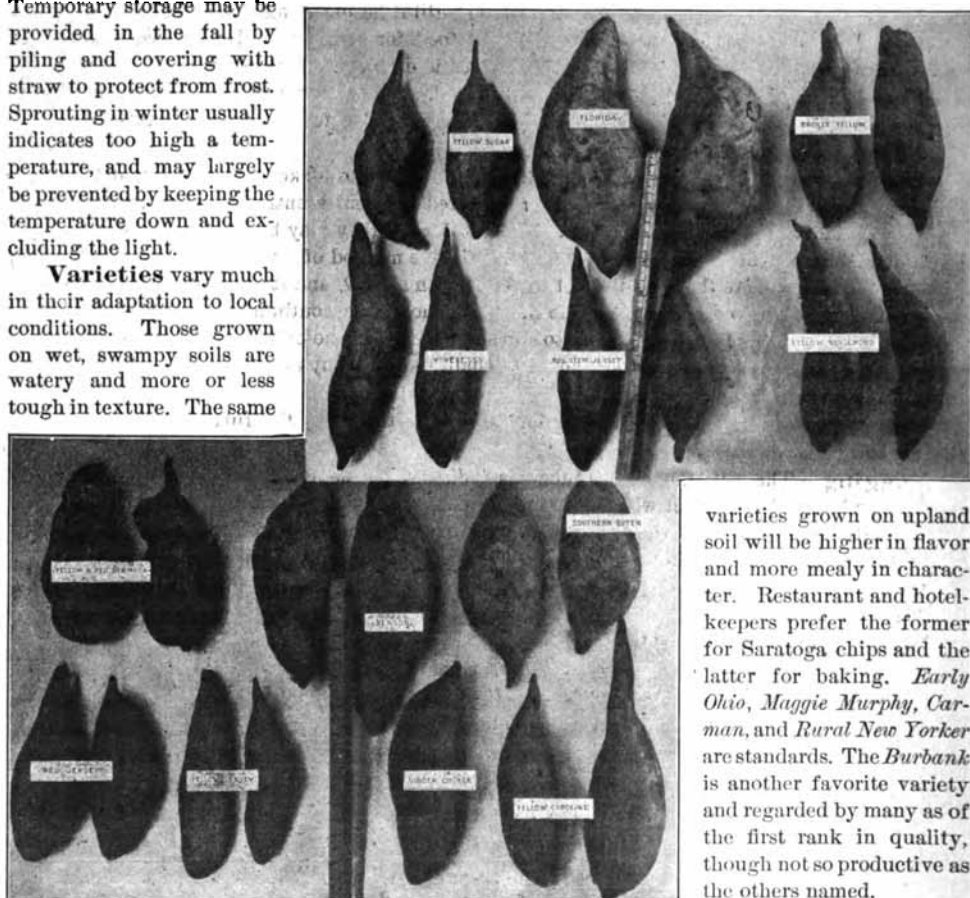 Temporary storage may be
provided in the fall by
piling and covering with
straw to protect from frost.
Sprouting in winter usually
indicates too high a tem-
perature, and may largely
be prevented by keeping the
temperature down and ex-
cluding the light.
Varieties vary much
in their adaptation to local
conditions. Those grown
on wet, swampy soils are
watery and more or less
tough in texture. The same
YELLOW SUGAR
FLORIDA
YELLOW
JERSEY
YELLOW
SOUTHERN QUEEN
YELLOW
RED
YELLOW CAROLINA
varieties grown on upland
soil will be higher in flavor
and more mealy in charac-
ter. Restaurant and hotel-
keepers prefer the former
for Saratoga chips and the
latter for baking. Early
Ohio, Maggie Murphy, Car-
man, and Rural New Yorker
are standards. The Burbank
is another favorite variety
and regarded by many as of
the first rank in quality,
though not so productive as
the others named.